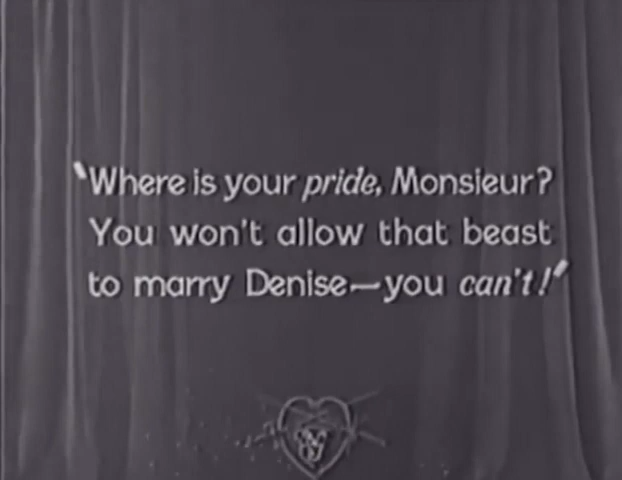 "Where is your pride, Monsieur?
You won't allow that beast
to marry Denise—you can't!"